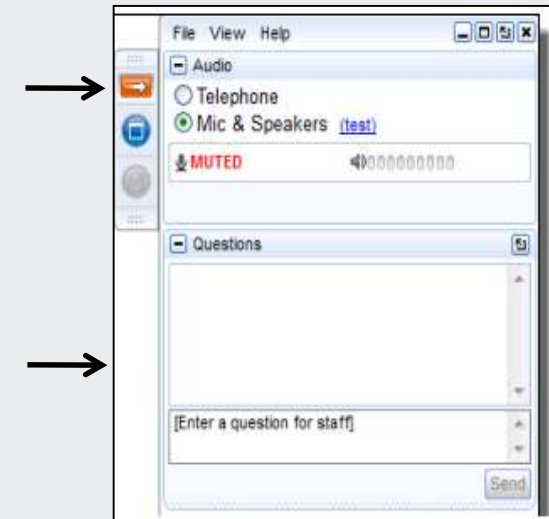 File View Help
Audio
Telephone
Mic & Speakers (test)
MUTED
Questions
[Enter a question for staff]
Send